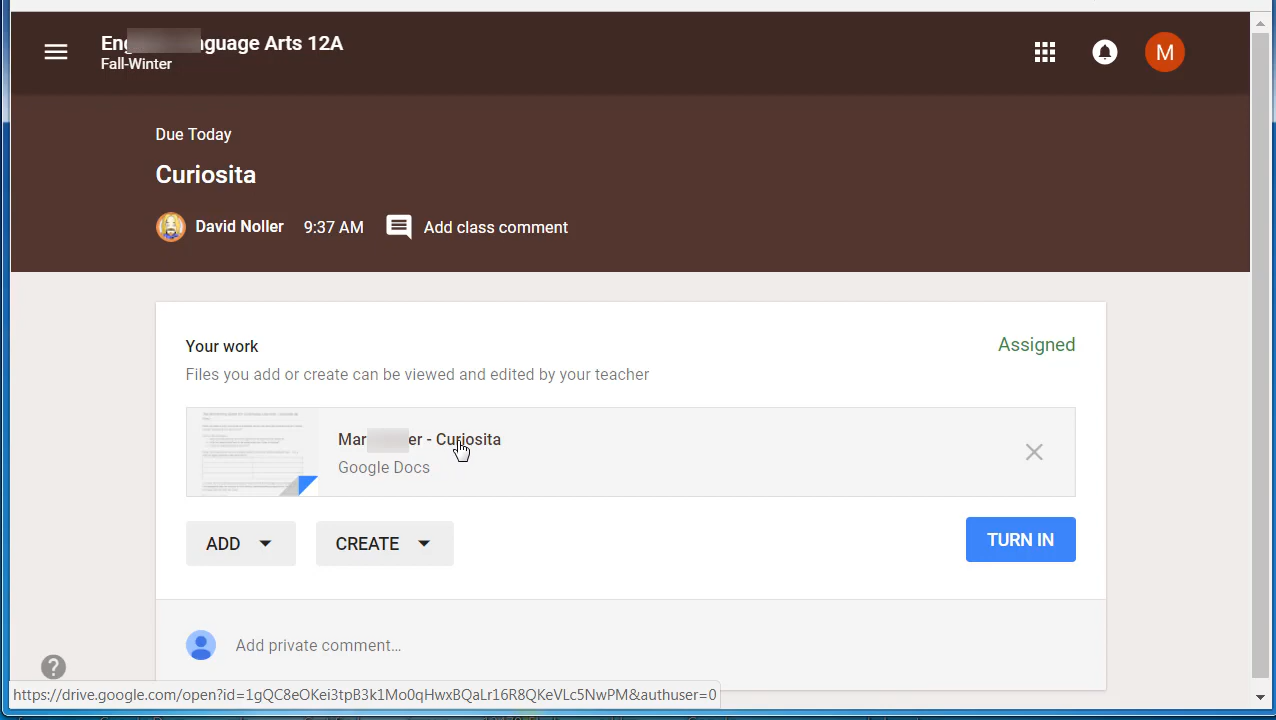 Eng nguage Arts 12A
Fall-Winter
M
Due Today
Curiosita
David Noller 9:37 AM Add class comment
Your work
Assigned
Files you add or create can be viewed and edited by your teacher
Mar er - Curiosita
Google Docs
ADD CREATE
TURN IN
Add private comment...
?
https://drive.google.com/open?id=1gQC8eOKei3tpB3k1Mo0qHwxBQaLr16R8QKeVLc5NwPM&authuser=0